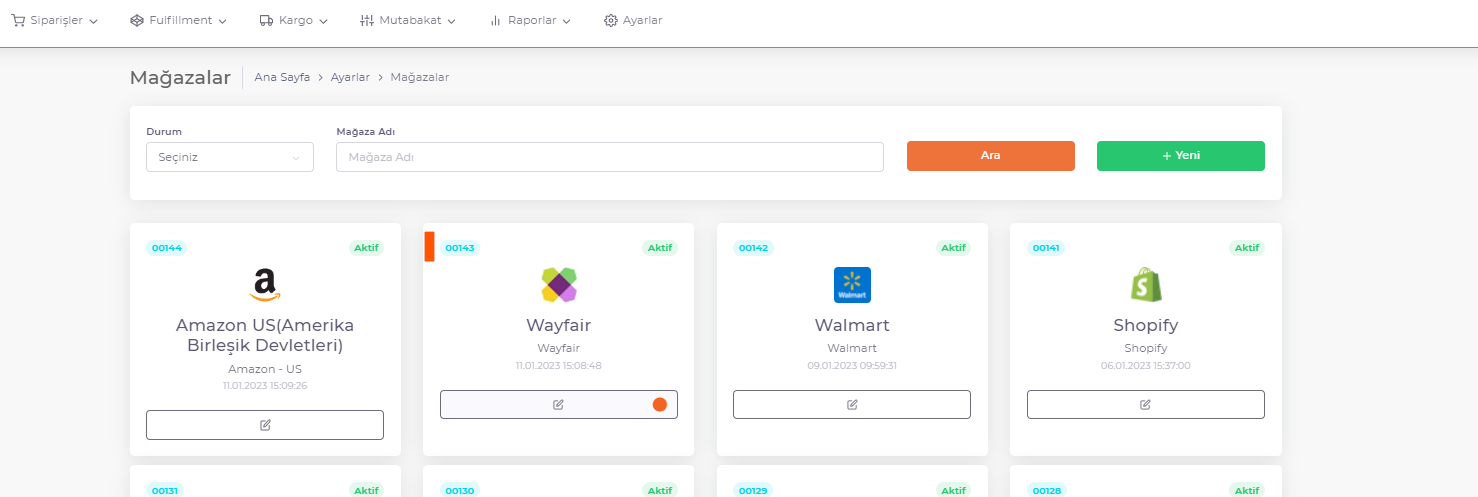 Siparişler Fulfillment Kargo Mutabakat Raporlar Ayarlar
Mağazalar Ana Sayfa > Ayarlar > Mağazalar
Durum Mağaza Adı
Seçiniz Mağaza Adı Ara + Yeni
00144 Aktif
a
Amazon US(Amerika
Birleşik Devletleri)
Amazon - US
11.01.2023 15:09:26
00143 Aktif
Wayfair
Wayfair
11.01.2023 15:08:48
00142 Aktif
Walmart
Walmart
Walmart
09.01.2023 09:59:31
00141 Aktif
S
Shopify
Shopify
06.01.2023 15:37:00
00131 Aktif
00130 Aktif
00129 Aktif
00128 Aktif